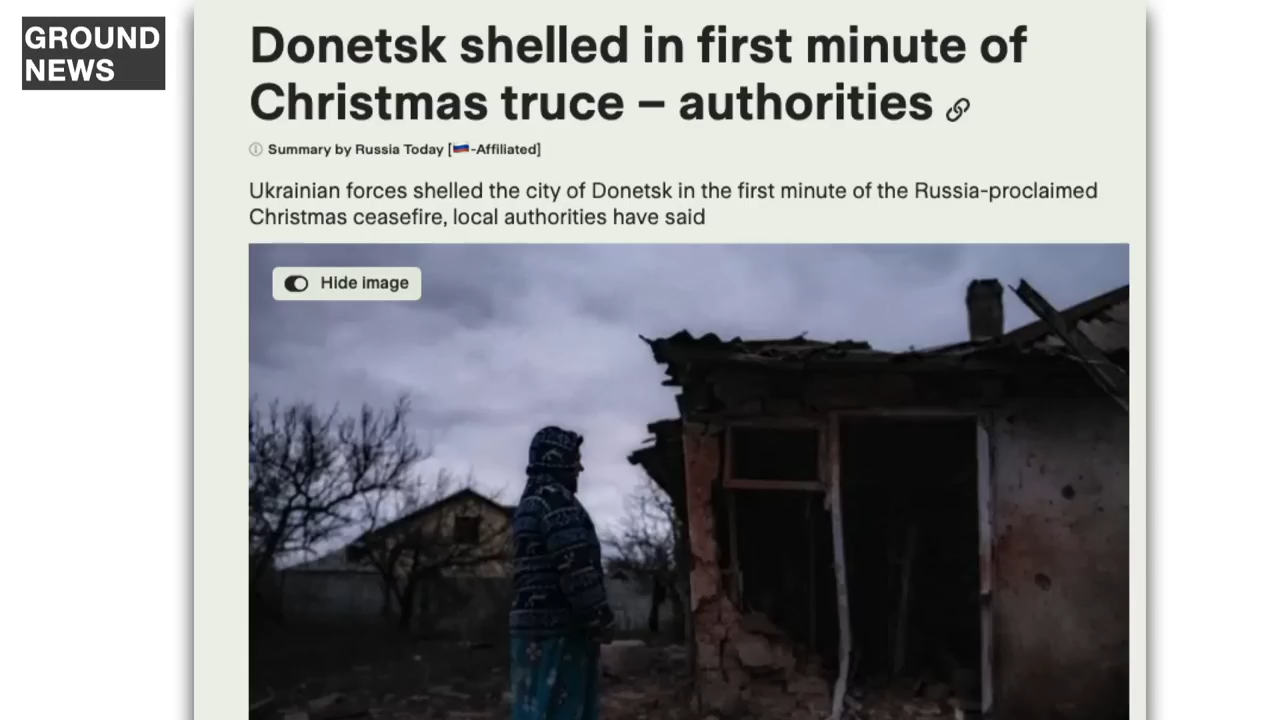 GROUND
NEWS
Donetsk shelled in first minute of
Christmas truce – authorities
Summary by Russia Today [🇷🇺-Affiliated]
Ukrainian forces shelled the city of Donetsk in the first minute of the Russia-proclaimed
Christmas ceasefire, local authorities have said
Hide image